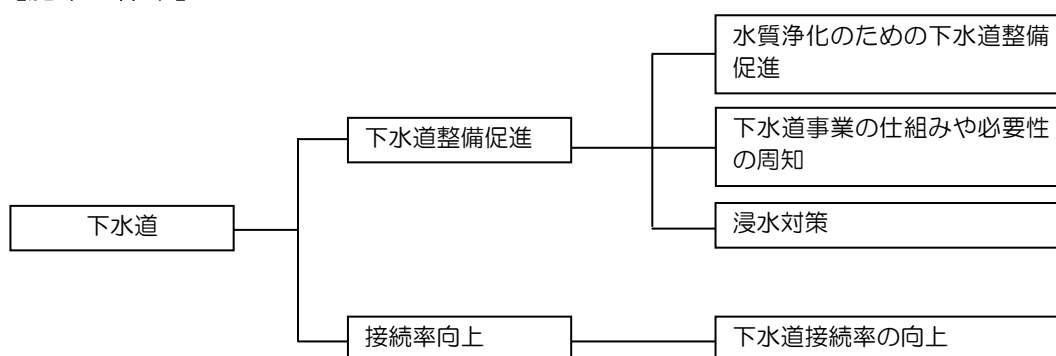 水質浄化のための下水道整備
促進
下水道整備促進
下水道事業の仕組みや必要性
の周知
下水道
浸水対策
接続率向上
下水道接続率の向上